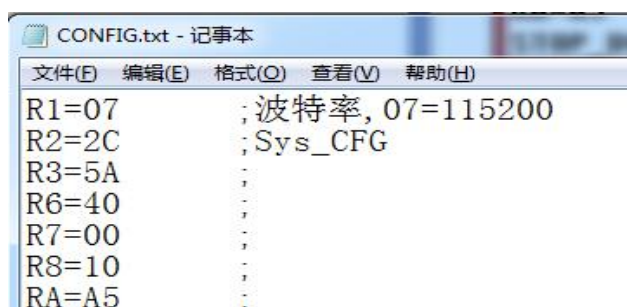 CONFIG.txt - 记事本
文件(F) 编辑(E) 格式(O) 查看(V) 帮助(H)
R1=07 ;波特率,07=115200
R2=2C ;Sys_CFG
R3=5A ;
R6=40 ;
R7=00 ;
R8=10 ;
RA=A5 ;